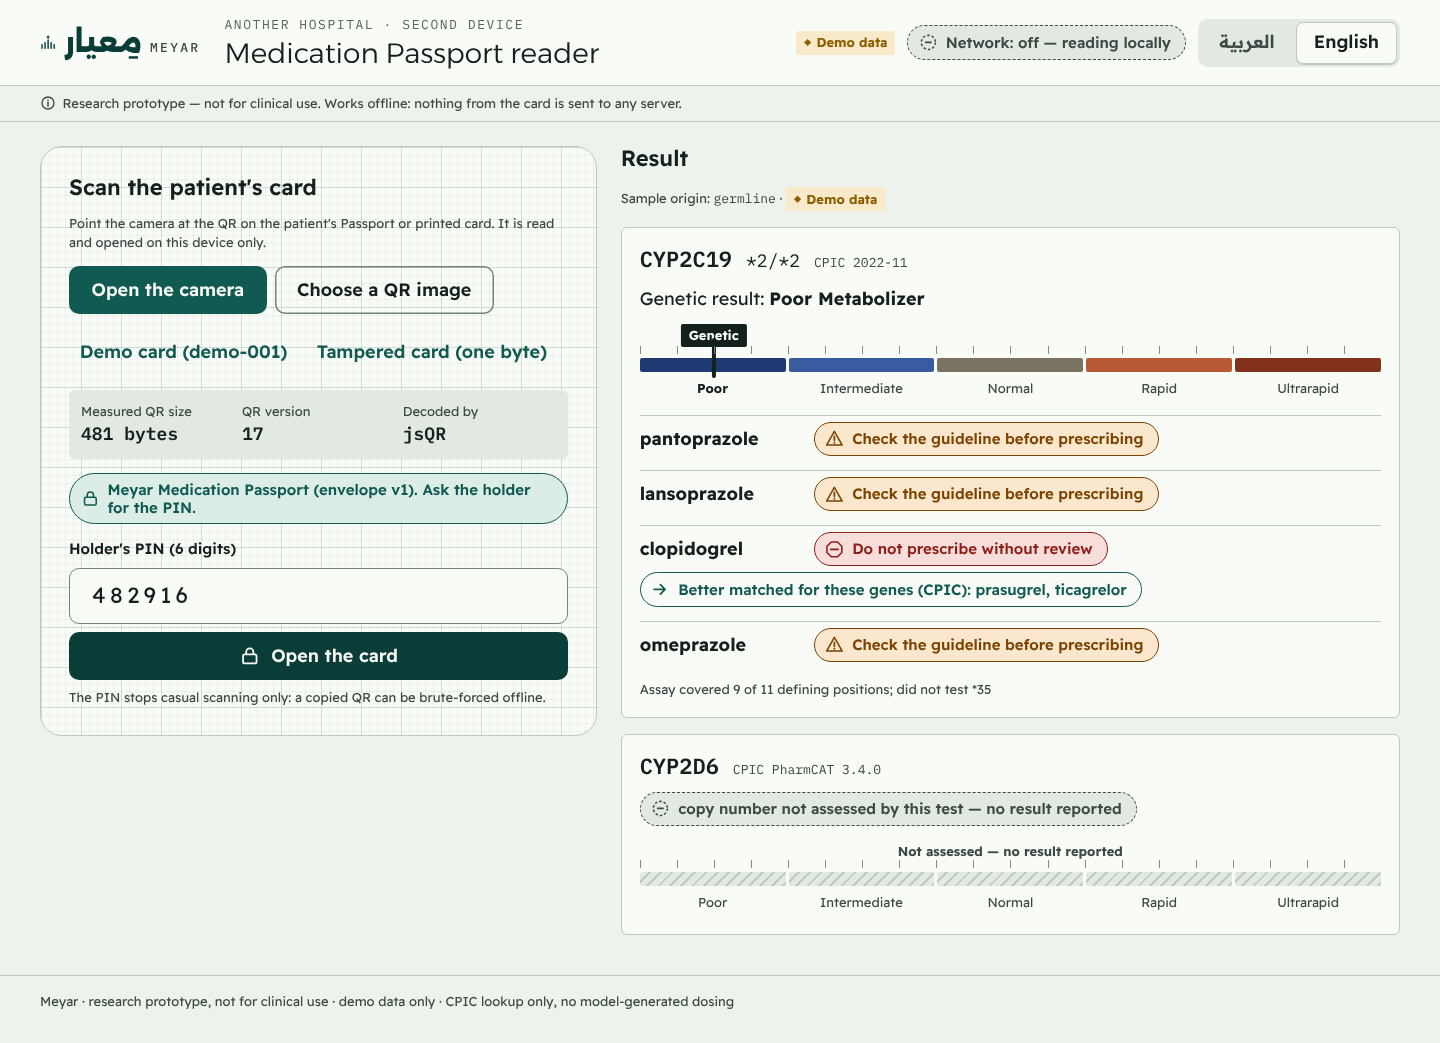 مِعيار MEYAR
ANOTHER HOSPITAL · SECOND DEVICE
Medication Passport reader
Demo data
Network: off — reading locally
العربية
English
Research prototype — not for clinical use. Works offline: nothing from the card is sent to any server.
Scan the patient's card
Point the camera at the QR on the patient's Passport or printed card. It is read
and opened on this device only.
Open the camera
Choose a QR image
Demo card (demo-001)
Tampered card (one byte)
Measured QR size
481 bytes
QR version
17
Decoded by
jsQR
Meyar Medication Passport (envelope v1). Ask the holder
for the PIN.
Holder's PIN (6 digits)
482916
Open the card
The PIN stops casual scanning only: a copied QR can be brute-forced offline.
Result
Sample origin: germline · Demo data
CYP2C19 *2/*2 CPIC 2022-11
Genetic result: Poor Metabolizer
Genetic
Poor Intermediate Normal Rapid Ultrarapid
pantoprazole Check the guideline before prescribing
lansoprazole Check the guideline before prescribing
clopidogrel Do not prescribe without review
Better matched for these genes (CPIC): prasugrel, ticagrelor
omeprazole Check the guideline before prescribing
Assay covered 9 of 11 defining positions; did not test *35
CYP2D6 CPIC PharmCAT 3.4.0
copy number not assessed by this test — no result reported
Not assessed — no result reported
Poor Intermediate Normal Rapid Ultrarapid
Meyar · research prototype, not for clinical use · demo data only · CPIC lookup only, no model-generated dosing